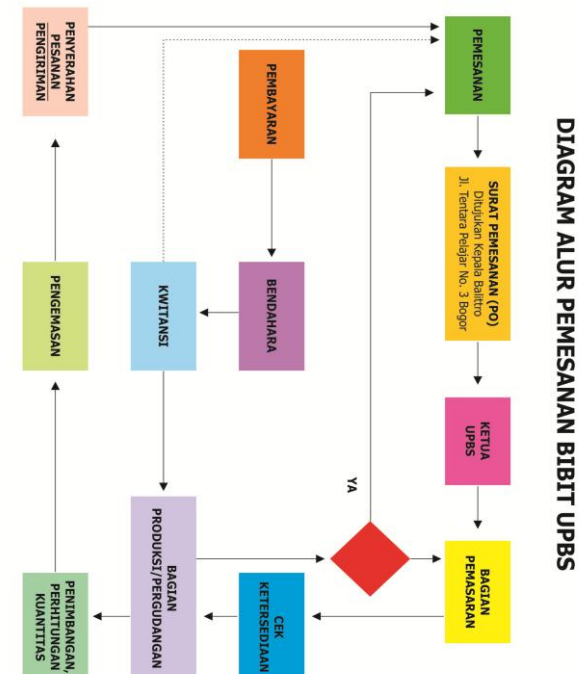 DIAGRAM ALUR PEMESANAN BIBIT UPBS
PEMESANAN
SURAT PEMESANAN (PO)
Ditujukan Kepala Balittro
Jl. Tentara Pelajar No. 3 Bogor
KETUA
UPBS
BAGIAN
PEMASARAN
YA
PEMBAYARAN
BENDAHARA
CEK
KETERSEDIAAN
KWITANSI
BAGIAN
PRODUKSI/PERGUDANGAN
PENYERAHAN
PESANAN
PENGIRIMAN
PENGEMASAN
PENIMBANGAN,
PERHITUNGAN
KUANTITAS